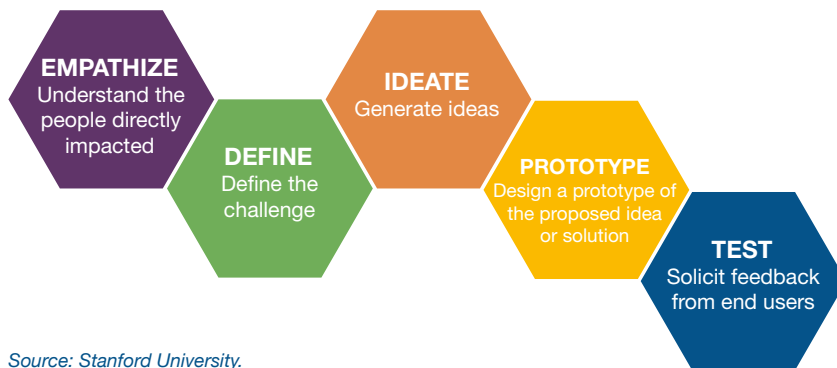 EMPATHIZE
Understand the
people directly
impacted
DEFINE
Define the
challenge
IDEATE
Generate ideas
PROTOTYPE
Design a prototype of
the proposed idea
or solution
TEST
Solicit feedback
from end users
Source: Stanford University.